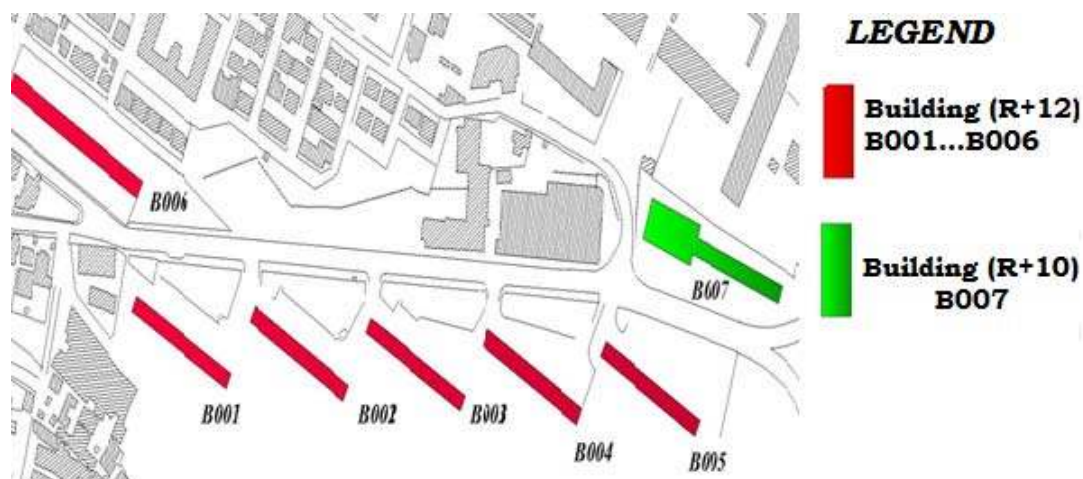 LEGEND
Building (R+12)
B001...B006
Building (R+10)
B007
B006
B007
B001
B002
B003
B004
B005